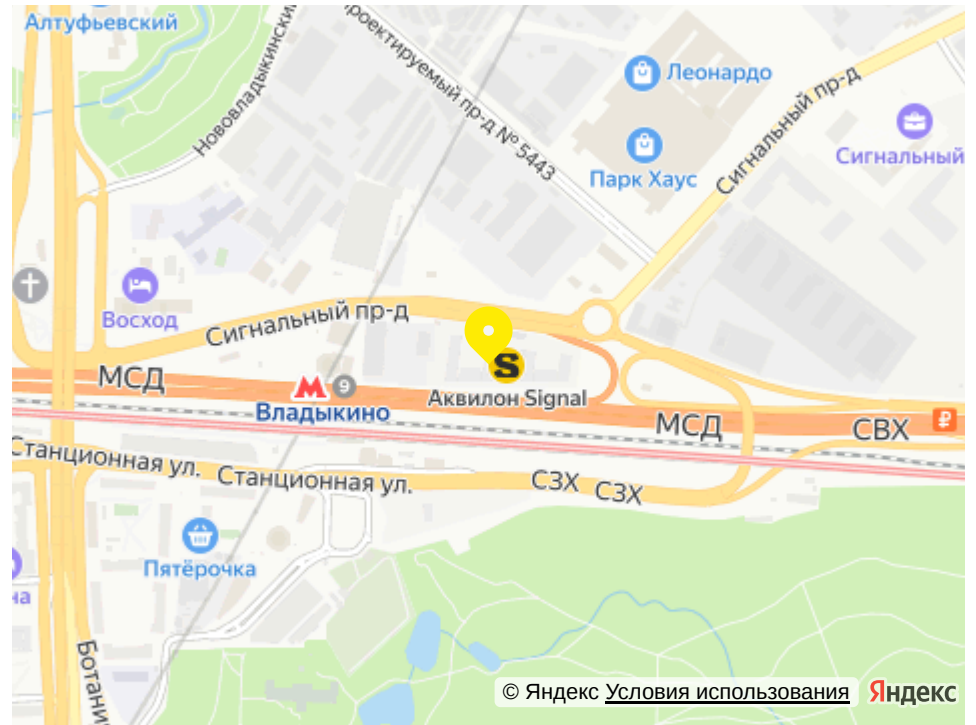 Алтуфьевский
Нововладыкинский
Проектируемый пр-д № 5443
Леонардо
Парк Хаус
Сигнальный пр-д
Сигнальный
Восход
Сигнальный пр-д
МСД
М 9
Владыкино
S
Аквилон Signal
МСД
СВХ
₽
Станционная ул.
Станционная ул.
СЗХ
СЗХ
Пятёрочка
на
Ботани
© Яндекс Условия использования
Яндекс